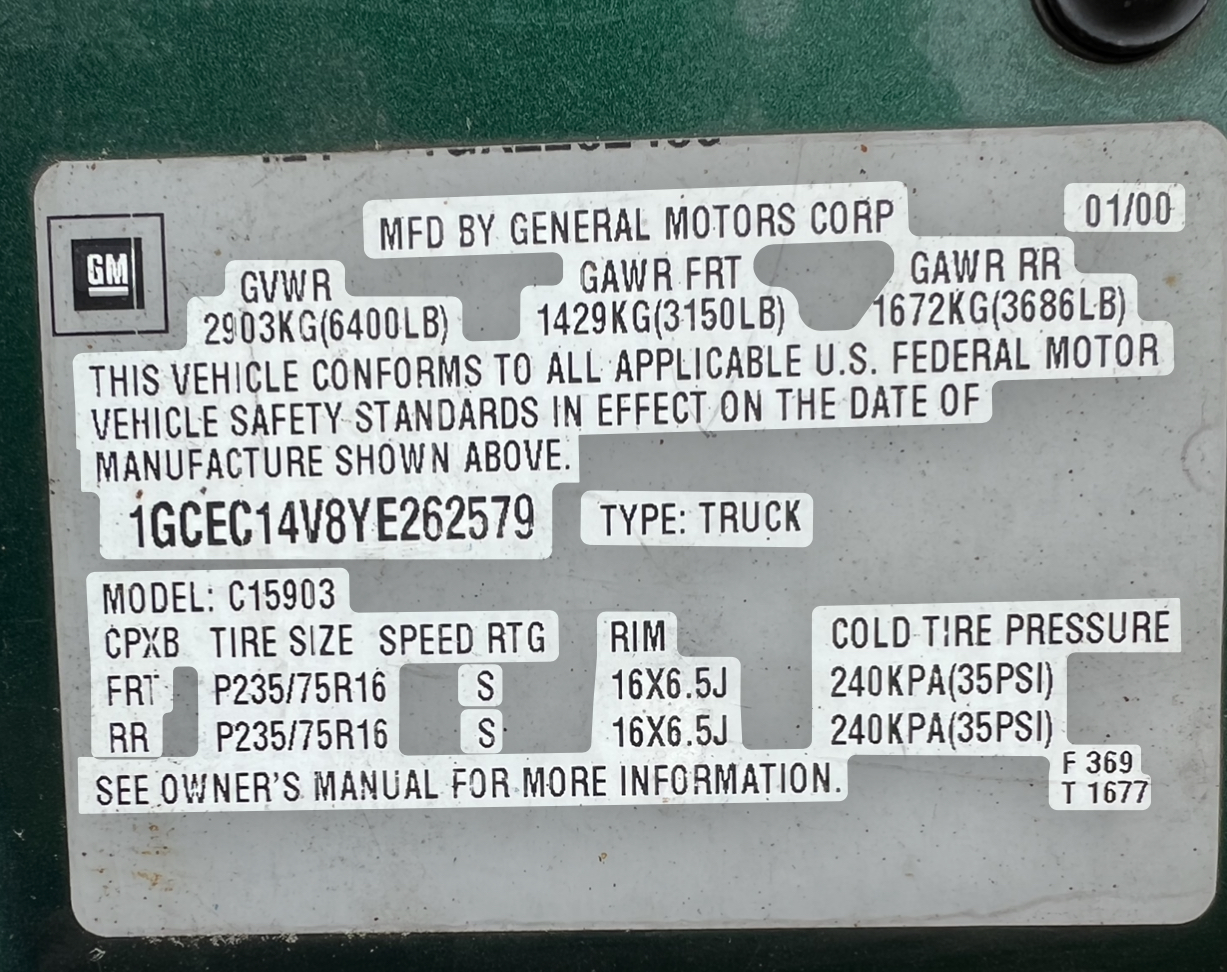 MFD BY GENERAL MOTORS CORP 01/00
GM
GVWR GAWR FRT GAWR RR
2903KG(6400LB) 1429KG(3150LB) 1672KG(3686LB)
THIS VEHICLE CONFORMS TO ALL APPLICABLE U.S. FEDERAL MOTOR
VEHICLE SAFETY STANDARDS IN EFFECT ON THE DATE OF
MANUFACTURE SHOWN ABOVE.
1GCEC14V8YE262579 TYPE: TRUCK
MODEL: C15903
CPXB TIRE SIZE SPEED RTG RIM COLD TIRE PRESSURE
FRT P235/75R16 S 16X6.5J 240KPA(35PSI)
RR P235/75R16 S 16X6.5J 240KPA(35PSI)
SEE OWNER'S MANUAL FOR MORE INFORMATION.
F 369
T 1677